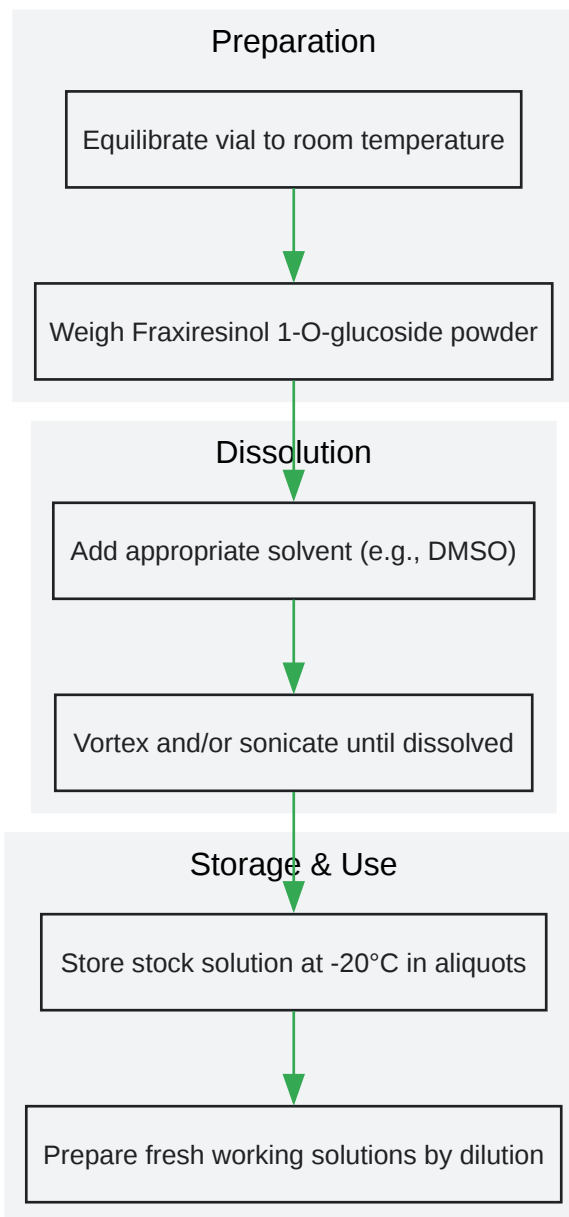 Preparation
Equilibrate vial to room temperature
Weigh Fraxiresinol 1-O-glucoside powder
Dissolution
Add appropriate solvent (e.g., DMSO)
Vortex and/or sonicate until dissolved
Storage & Use
Store stock solution at -20°C in aliquots
Prepare fresh working solutions by dilution